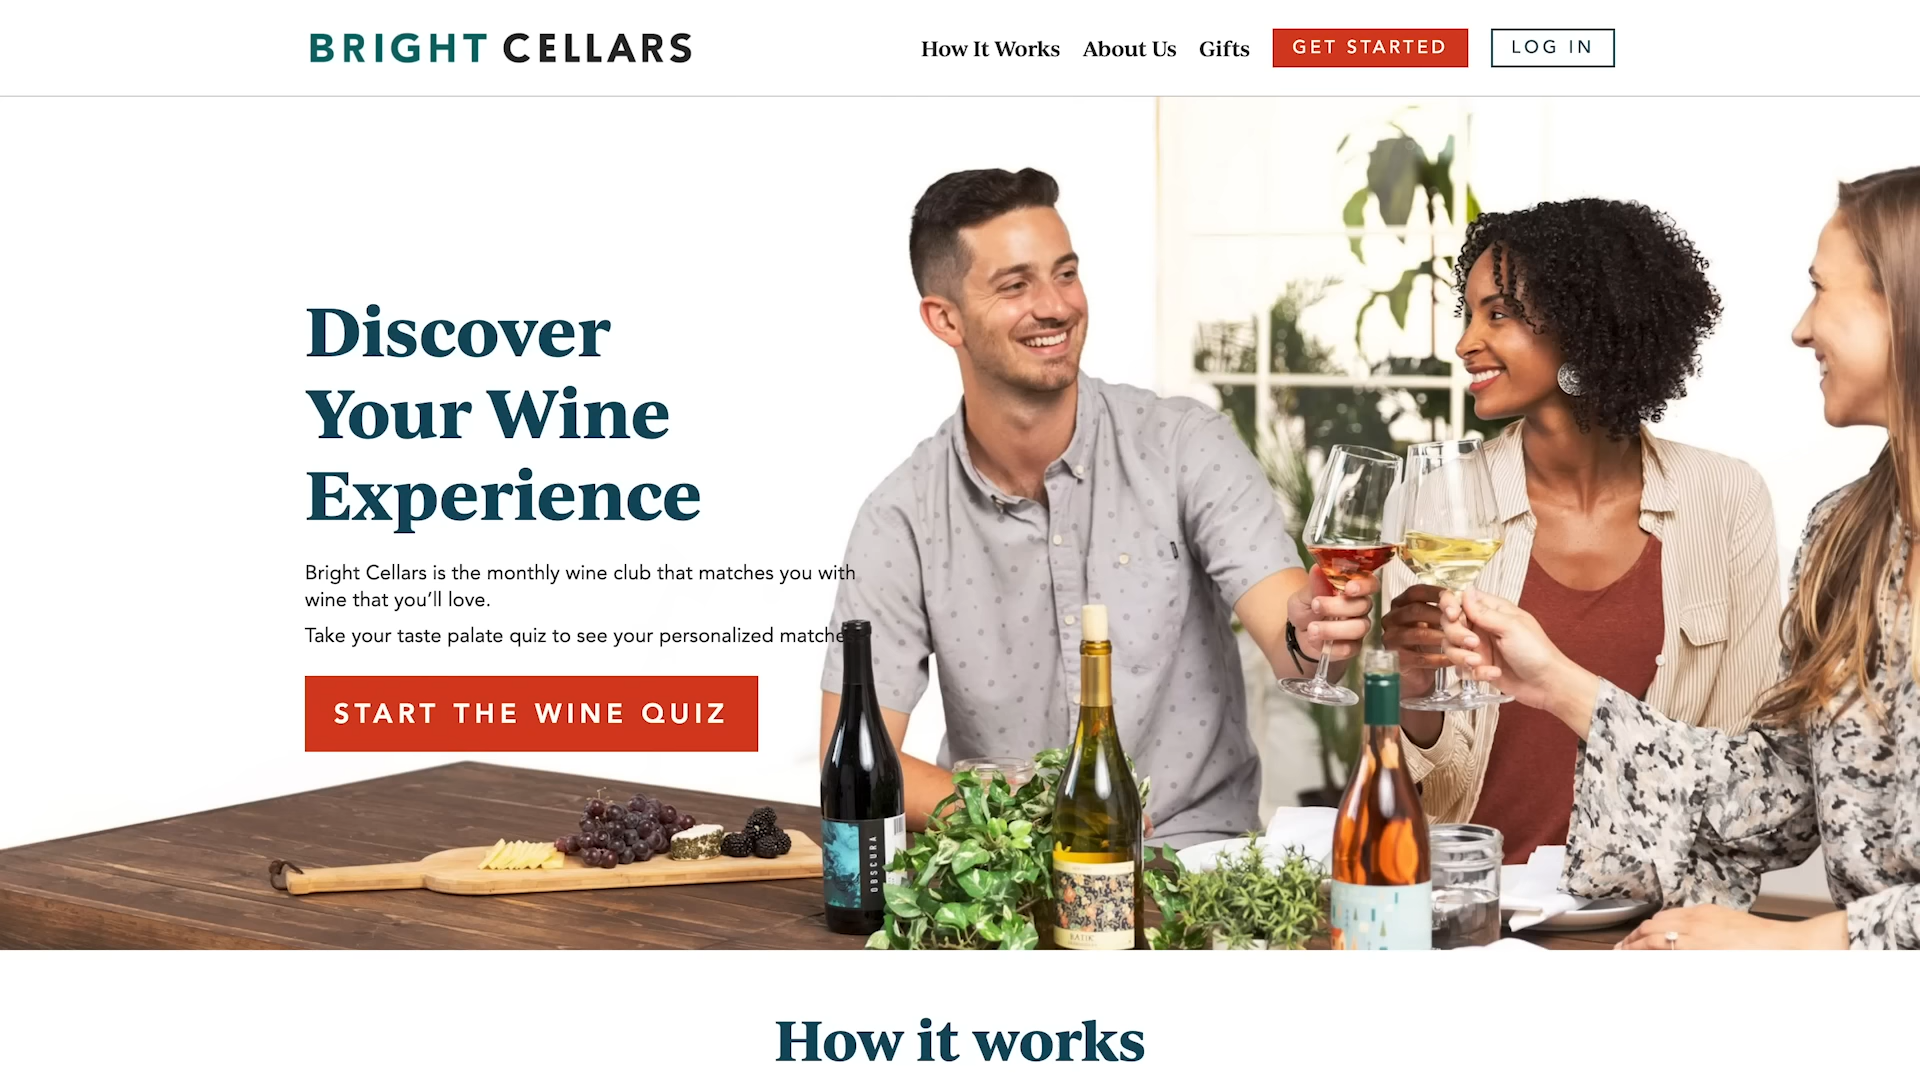 BRIGHT CELLARS
How It Works About Us Gifts GET STARTED LOG IN
Discover
Your Wine
Experience
Bright Cellars is the monthly wine club that matches you with
wine that you’ll love.
Take your taste palate quiz to see your personalized matche
START THE WINE QUIZ
OBSCURA
BATIK
How it works